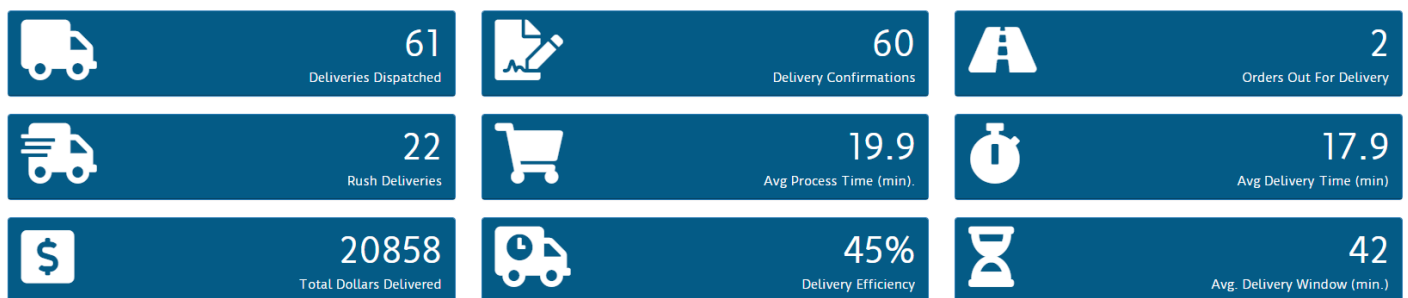 61
Deliveries Dispatched
60
Delivery Confirmations
2
Orders Out For Delivery
22
Rush Deliveries
19.9
Avg Process Time (min).
17.9
Avg Delivery Time (min)
$
20858
Total Dollars Delivered
45%
Delivery Efficiency
42
Avg. Delivery Window (min.)